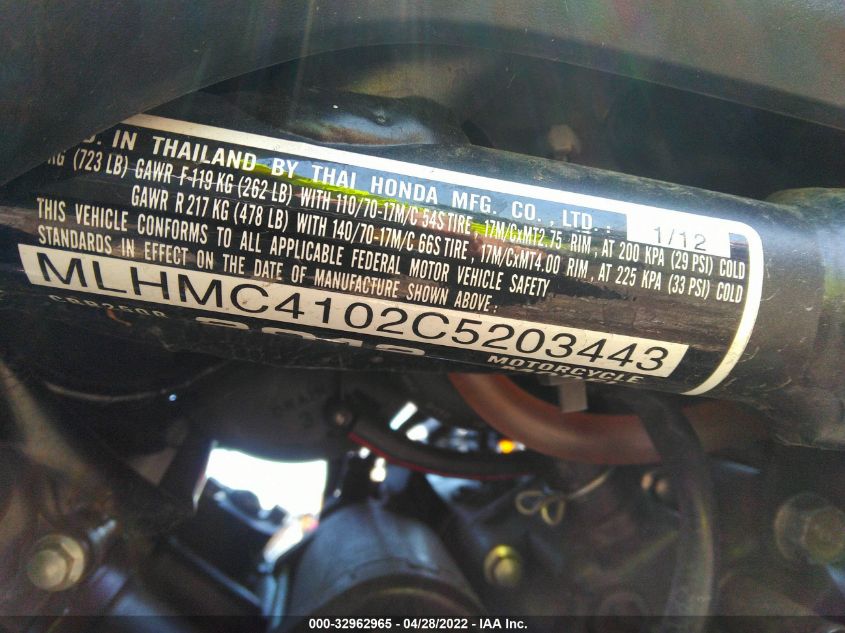 D. IN THAILAND BY THAI HONDA MFG. CO., LTD.: 1/12
KG (723 LB) GAWR F-119 KG (262 LB) WITH 110/70-17M/C 54S TIRE, 17M/CxMT2.75 RIM, AT 200 KPA (29 PSI) COLD
GAWR R 217 KG (478 LB) WITH 140/70-17M/C 66S TIRE, 17M/CxMT4.00 RIM, AT 225 KPA (33 PSI) COLD
THIS VEHICLE CONFORMS TO ALL APPLICABLE FEDERAL MOTOR VEHICLE SAFETY
STANDARDS IN EFFECT ON THE DATE OF MANUFACTURE SHOWN ABOVE:
MLHMC4102C5203443
CBR250R 2012 MOTORCYCLE
000-32962965 - 04/28/2022 - IAA Inc.